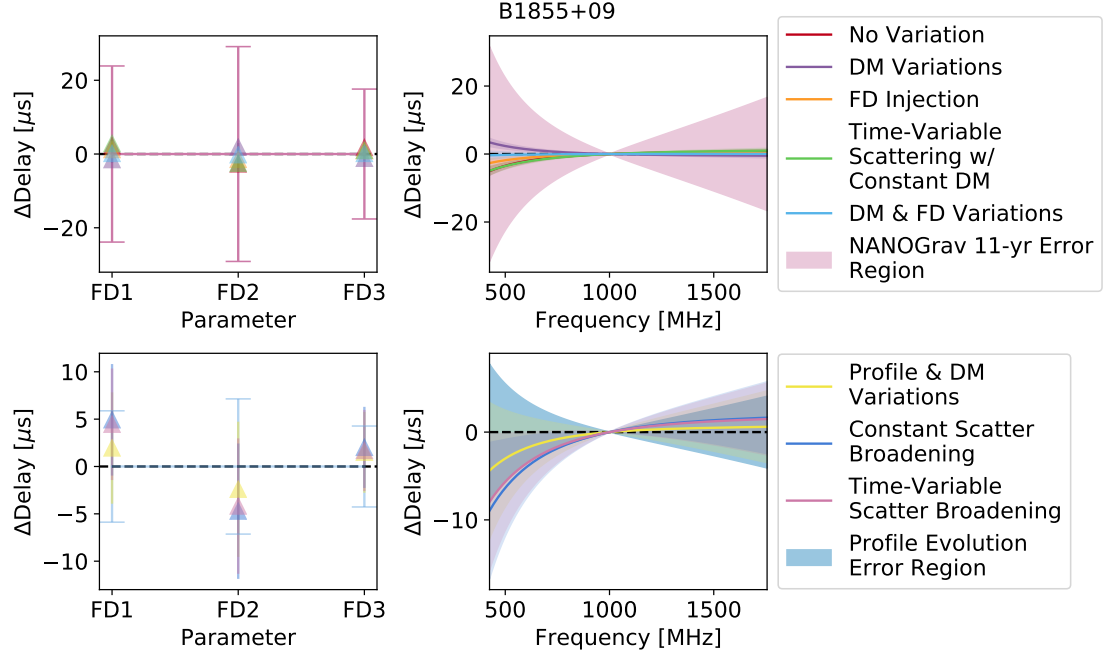 B1855+09
ΔDelay [μs]
20
0
−20
FD1
FD2
FD3
Parameter
ΔDelay [μs]
20
0
−20
500
1000
1500
Frequency [MHz]
No Variation
DM Variations
FD Injection
Time-Variable
Scattering w/
Constant DM
DM & FD Variations
NANOGrav 11-yr Error
Region
ΔDelay [μs]
10
5
0
−5
−10
FD1
FD2
FD3
Parameter
ΔDelay [μs]
0
−10
500
1000
1500
Frequency [MHz]
Profile & DM
Variations
Constant Scatter
Broadening
Time-Variable
Scatter Broadening
Profile Evolution
Error Region